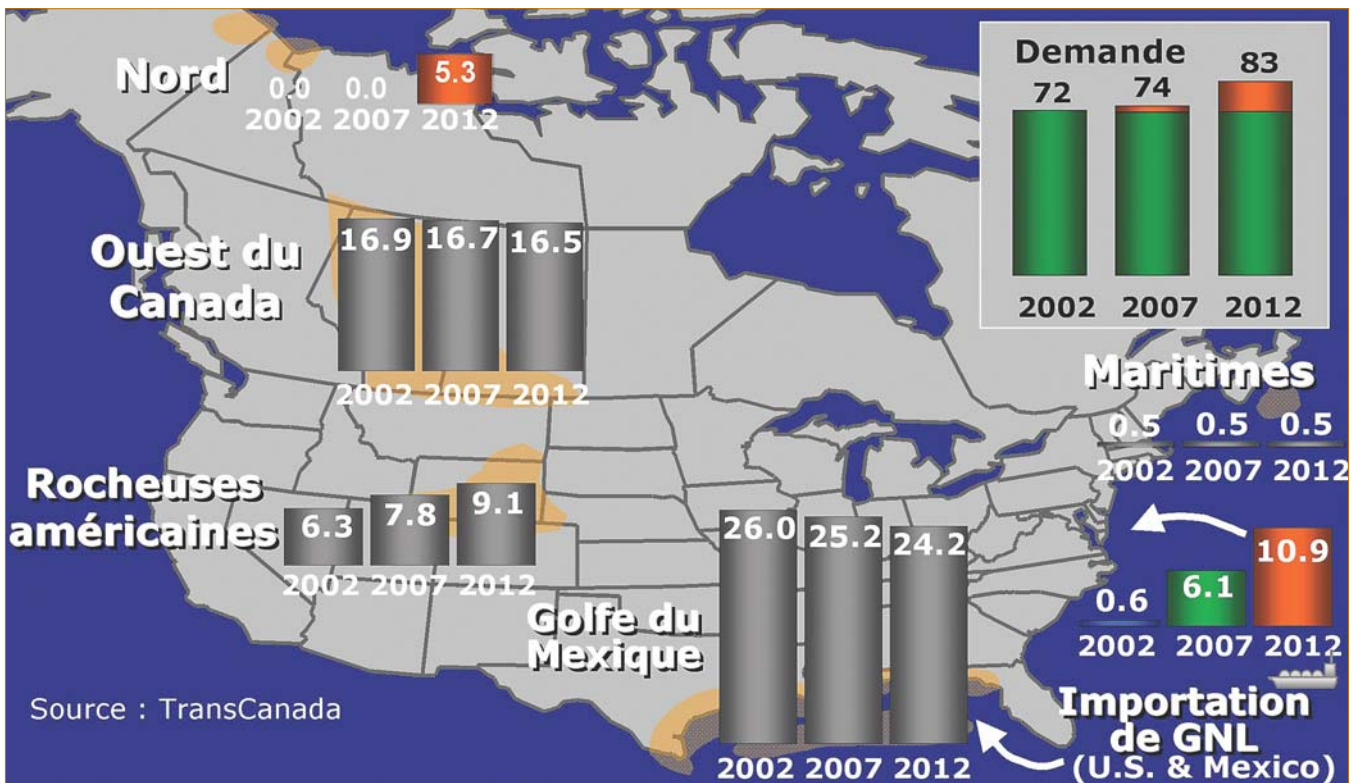 Nord
0.0 0.0 5.3
2002 2007 2012
Demande
72 74 83
2002 2007 2012
Ouest du
Canada
16.9 16.7 16.5
2002 2007 2012
Maritimes
0.5 0.5 0.5
2002 2007 2012
Rocheuses
américaines
6.3 7.8 9.1
2002 2007 2012
Golfe du
Mexique
26.0 25.2 24.2
2002 2007 2012
0.6 6.1 10.9
2002 2007 2012
Importation
de GNL
(U.S. & Mexico)
Source : TransCanada